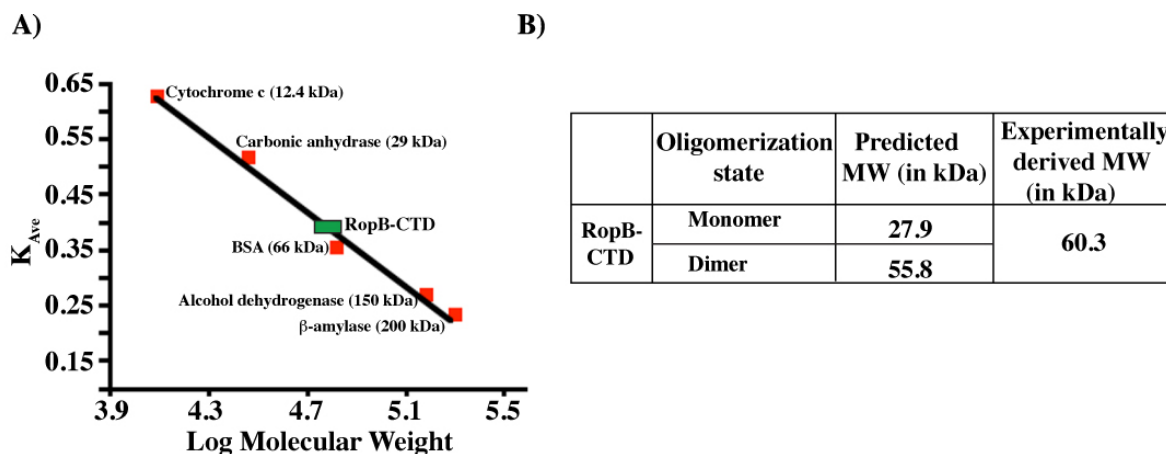 A)
B)
0.65
0.55
0.45
0.35
0.25
0.15
K_Ave
Cytochrome c (12.4 kDa)
Carbonic anhydrase (29 kDa)
RopB-CTD
BSA (66 kDa)
Alcohol dehydrogenase (150 kDa)
β-amylase (200 kDa)
3.9 4.3 4.7 5.1 5.5
Log Molecular Weight
Oligomerization
state
Predicted
MW (in kDa)
Experimentally
derived MW
(in kDa)
RopB-
CTD
Monomer
27.9
60.3
Dimer
55.8